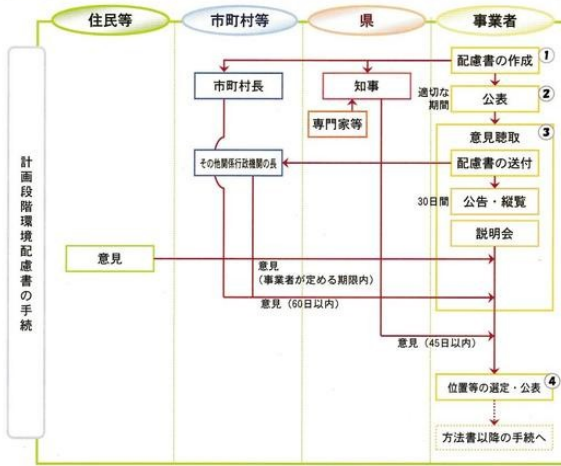 住民等
市町村等
県
事業者
計画段階環境配慮書の手続
配慮書の作成
①
市町村長
知事
適切な
期間
公表
②
専門家等
意見聴取
③
その他関係行政機関の長
配慮書の送付
30日間
公告・縦覧
説明会
意見
意見
(事業者が定める期限内)
意見(60日以内)
意見(45日以内)
位置等の選定・公表
④
方法書以降の手続へ